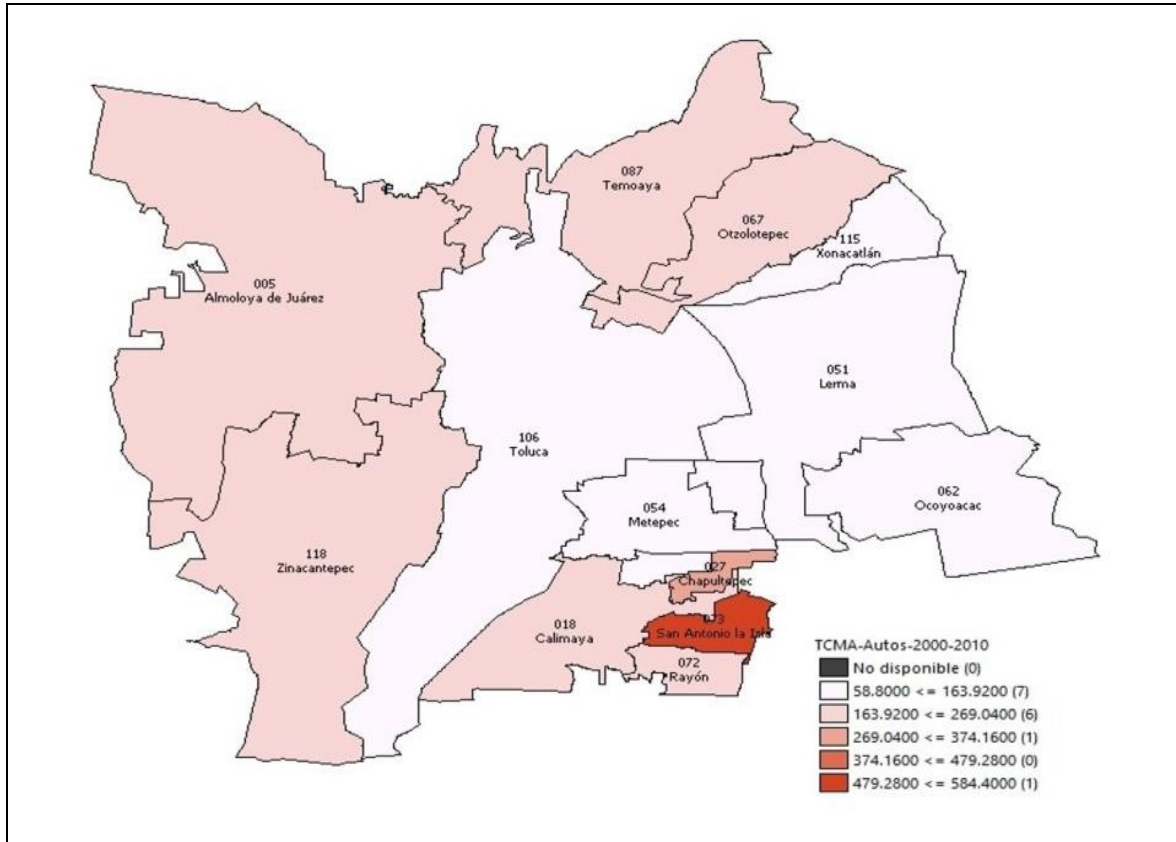 087
Temoaya
067
Otzolotepec
115
Xonacatlán
005
Almoloya de Juárez
051
Lerma
106
Toluca
062
Ocoyoacac
054
Metepec
118
Zinacantepec
027
Chapultepec
018
Calimaya
073
San Antonio la Isla
072
Rayón
TCMA-Autos-2000-2010
No disponible (0)
58.8000 <= 163.9200 (7)
163.9200 <= 269.0400 (6)
269.0400 <= 374.1600 (1)
374.1600 <= 479.2800 (0)
479.2800 <= 584.4000 (1)